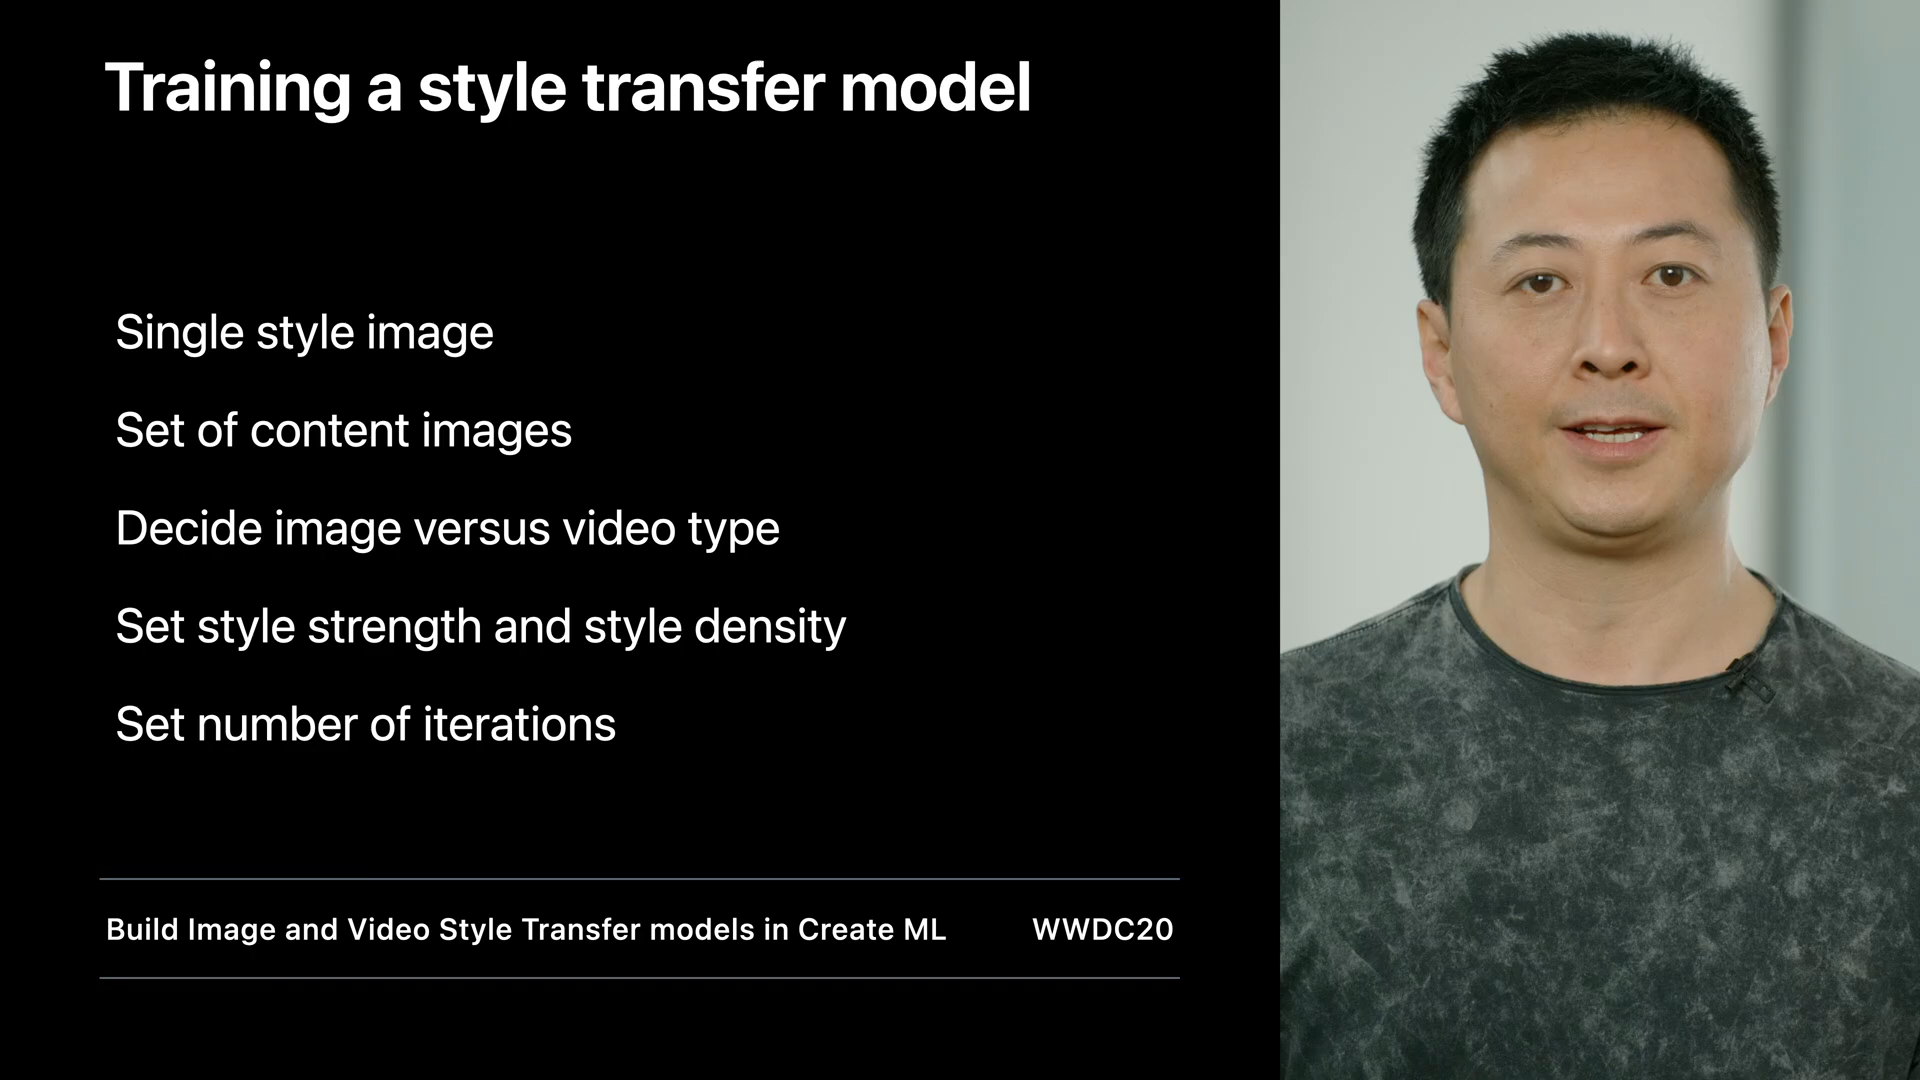 Training a style transfer model
Single style image
Set of content images
Decide image versus video type
Set style strength and style density
Set number of iterations
Build Image and Video Style Transfer models in Create ML WWDC20